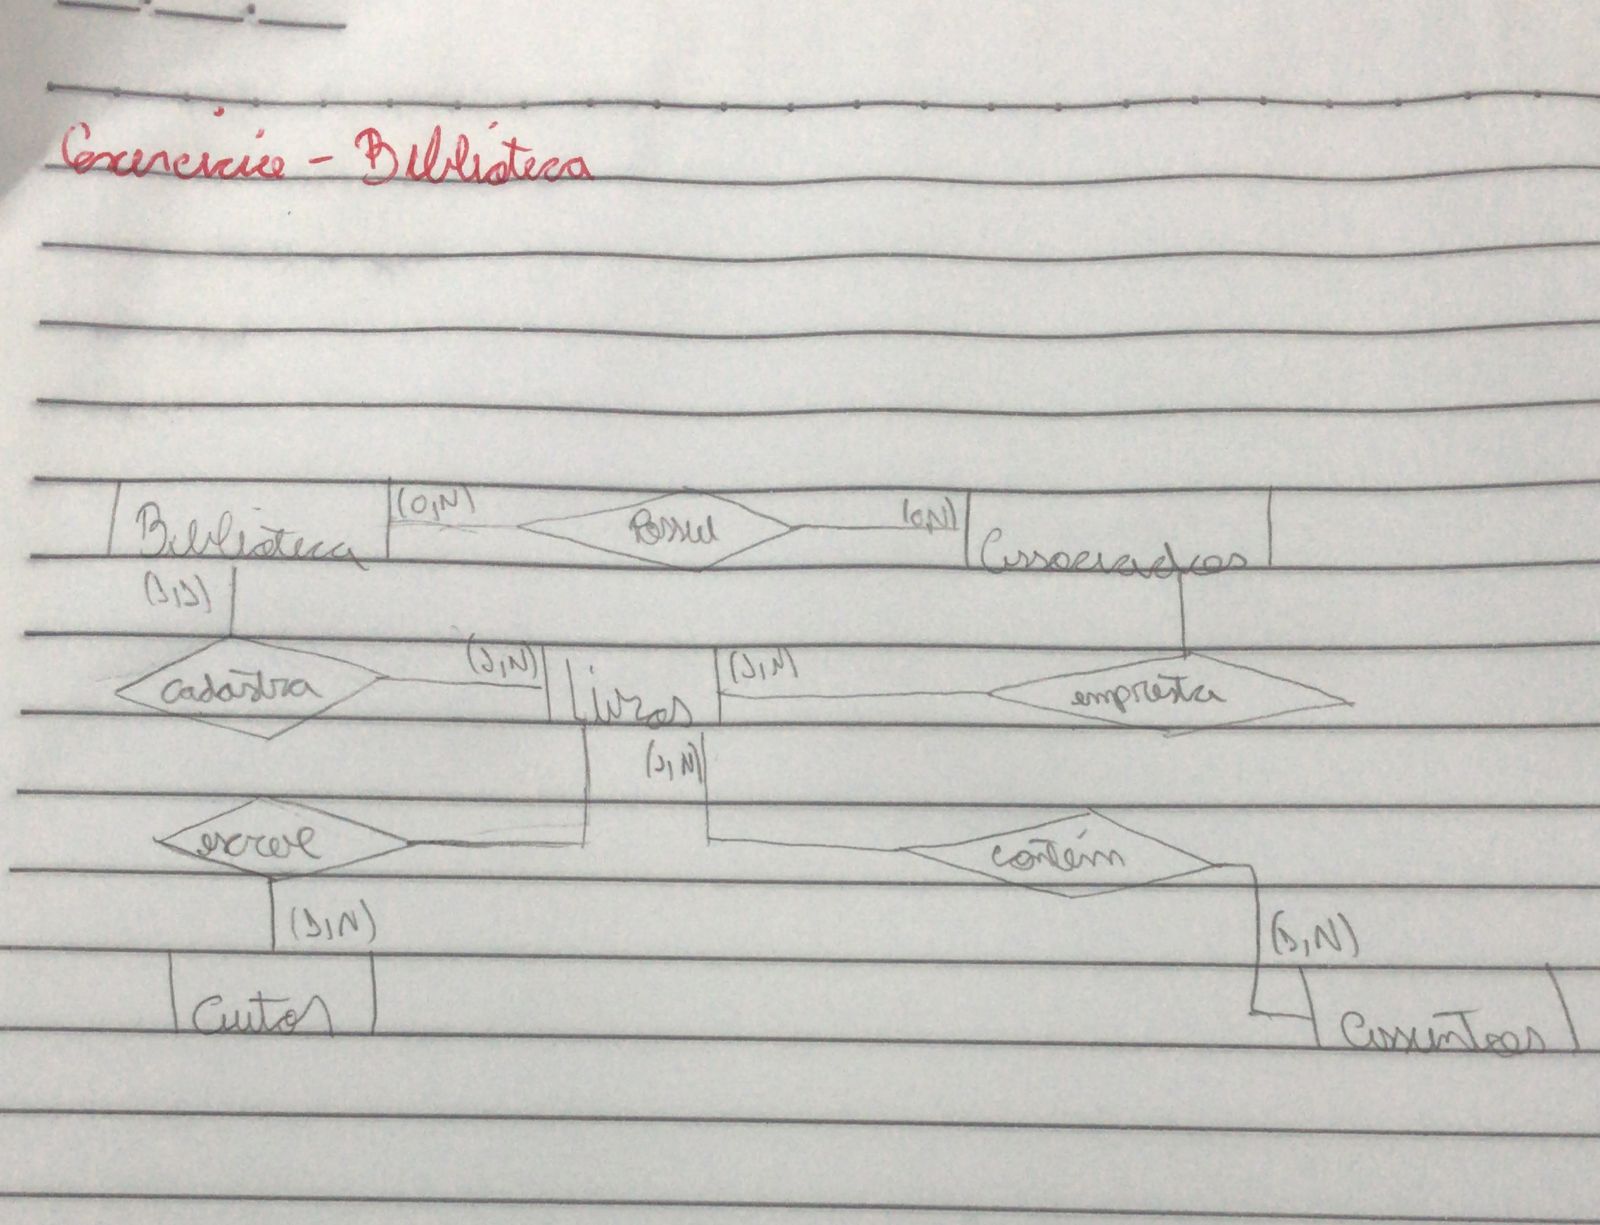 Exercício - Biblioteca
Biblioteca (0,N) Possui (0,N) Associados
(1,1)
cadastra (1,N) Livros (1,N) empresta
(1,N)
escreve contém
(1,N) (1,N)
Autor Assuntos